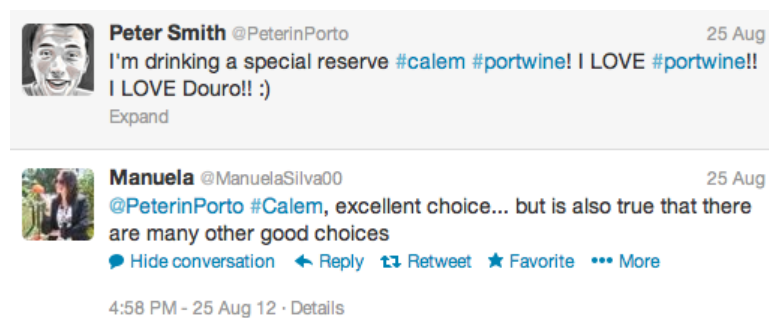 Peter Smith @PeterinPorto 25 Aug
I'm drinking a special reserve #calem #portwine! I LOVE #portwine!!
I LOVE Douro!! :)
Expand
Manuela @ManuelaSilva00 25 Aug
@PeterinPorto #Calem, excellent choice... but is also true that there
are many other good choices
Hide conversation Reply Retweet Favorite More
4:58 PM - 25 Aug 12 · Details